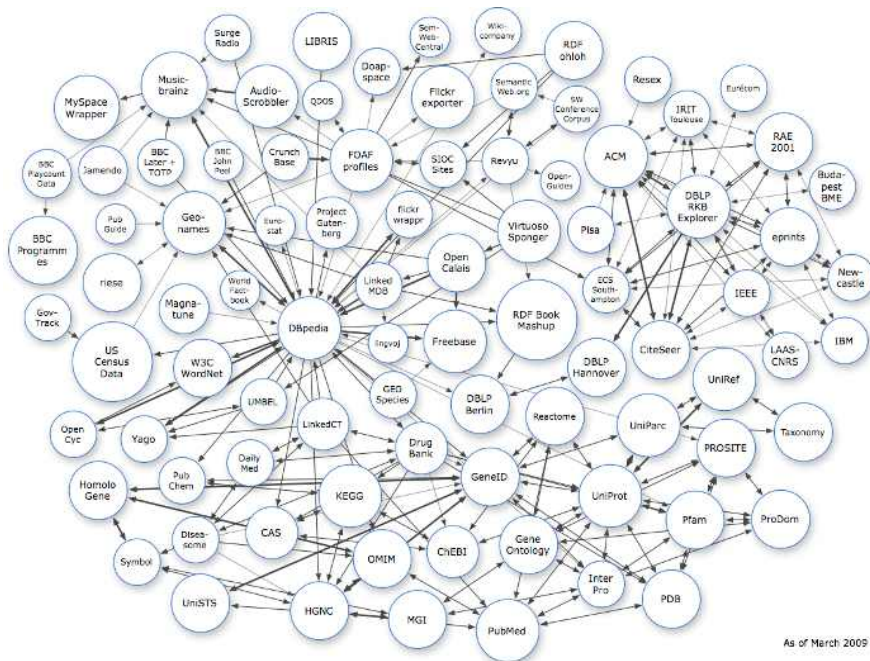 Surge
Radio
LIBRIS
Sem-
Web-
Central
Wiki-
company
RDF
ohloh
Doap-
space
Music-
brainz
Audio-
Scrobbler
QDOS
Flickr
exporter
Semantic
Web.org
SW
Conference
Corpus
MySpace
Wrapper
Resex
IRIT
Toulouse
Eurécom
RAE
2001
ACM
BBC
Playcount
Data
Jamendo
BBC
Later +
TOTP
BBC
John
Peel
Crunch
Base
FOAF
profiles
SIOC
Sites
Revyu
Open-
Guides
DBLP
RKB
Explorer
Buda-
pest
BME
Pub
Guide
Geo-
names
Euro-
stat
Project
Guten-
berg
flickr
wrappr
Virtuoso
Sponger
Pisa
eprints
BBC
Programm
es
riese
World
Fact-
book
Linked
MDB
Open
Calais
ECS
South-
ampton
IEEE
New-
castle
Gov-
Track
Magna-
tune
DBpedia
RDF Book
Mashup
US
Census
Data
W3C
WordNet
lingvoj
Freebase
CiteSeer
LAAS-
CNRS
IBM
DBLP
Hannover
UMBEL
GEO
Species
DBLP
Berlin
UniRef
Open
Cyc
Yago
LinkedCT
Reactome
UniParc
Taxonomy
Daily
Med
Drug
Bank
PROSITE
Homolo
Gene
Pub
Chem
KEGG
GeneID
UniProt
Pfam
ProDom
Disea-
some
CAS
ChEBI
Gene
Ontology
Symbol
OMIM
Inter
Pro
UniSTS
HGNC
MGI
PubMed
PDB
As of March 2009